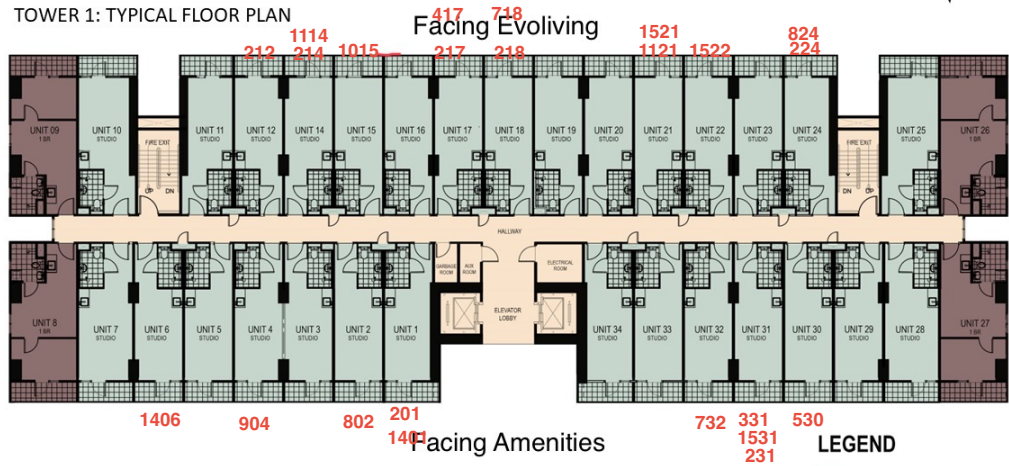 TOWER 1: TYPICAL FLOOR PLAN
417 718
Facing Evoliving
1114 1521 824
212 214 1015 217 218 1121 1522 224
UNIT 09 1 BR
UNIT 10 STUDIO
FIRE EXIT
UP DN
UNIT 11 STUDIO
UNIT 12 STUDIO
UNIT 14 STUDIO
UNIT 15 STUDIO
UNIT 16 STUDIO
UNIT 17 STUDIO
UNIT 18 STUDIO
UNIT 19 STUDIO
UNIT 20 STUDIO
UNIT 21 STUDIO
UNIT 22 STUDIO
UNIT 23 STUDIO
UNIT 24 STUDIO
FIRE EXIT
DN UP
UNIT 25 STUDIO
UNIT 26 1 BR
HALLWAY
UNIT 8 1 BR
UNIT 7 STUDIO
UNIT 6 STUDIO
UNIT 5 STUDIO
UNIT 4 STUDIO
UNIT 3 STUDIO
UNIT 2 STUDIO
UNIT 1 STUDIO
GARBAGE ROOM
AUX ROOM
ELECTRICAL ROOM
ELEVATOR LOBBY
UNIT 34 STUDIO
UNIT 33 STUDIO
UNIT 32 STUDIO
UNIT 31 STUDIO
UNIT 30 STUDIO
UNIT 29 STUDIO
UNIT 28 STUDIO
UNIT 27 1 BR
1406 904 802 201 732 331 530
1401 Facing Amenities 1531 LEGEND
231